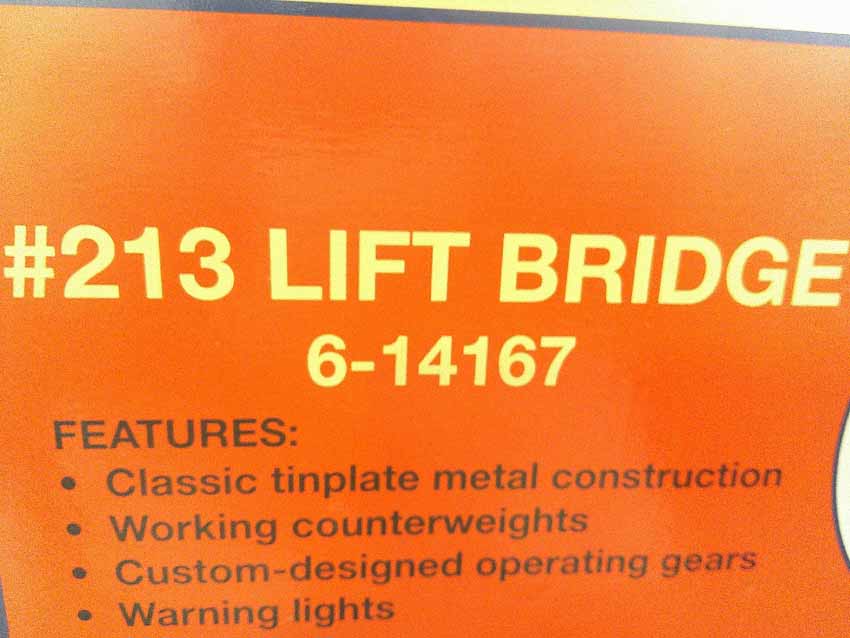 #213 LIFT BRIDGE
6-14167
FEATURES:
• Classic tinplate metal construction
• Working counterweights
• Custom-designed operating gears
• Warning lights